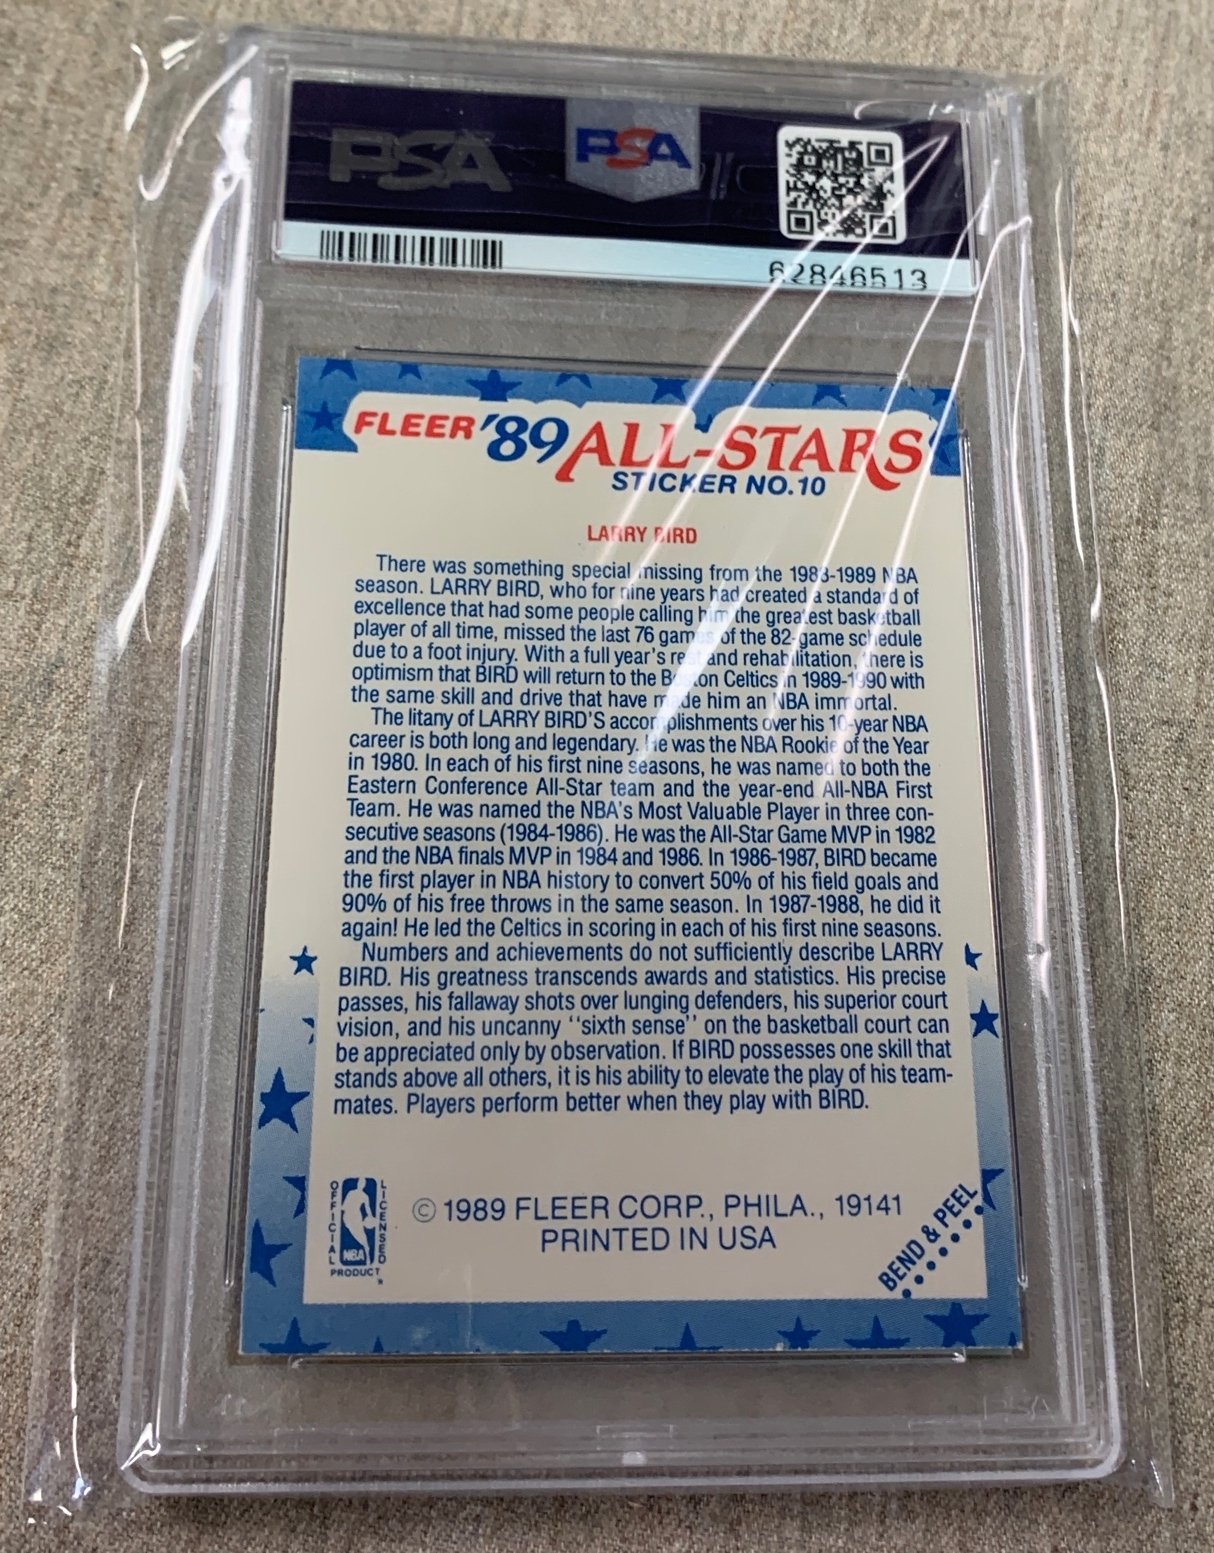 PSA
PSA
62846513
FLEER '89 ALL-STARS
STICKER NO.10
LARRY BIRD
There was something special missing from the 1988-1989 NBA
season. LARRY BIRD, who for nine years had created a standard of
excellence that had some people calling him the greatest basketball
player of all time, missed the last 76 games of the 82-game schedule
due to a foot injury. With a full year's rest and rehabilitation, there is
optimism that BIRD will return to the Boston Celtics in 1989-1990 with
the same skill and drive that have made him an NBA immortal.
The litany of LARRY BIRD'S accomplishments over his 10-year NBA
career is both long and legendary. He was the NBA Rookie of the Year
in 1980. In each of his first nine seasons, he was named to both the
Eastern Conference All-Star team and the year-end All-NBA First
Team. He was named the NBA's Most Valuable Player in three con-
secutive seasons (1984-1986). He was the All-Star Game MVP in 1982
and the NBA finals MVP in 1984 and 1986. In 1986-1987, BIRD became
the first player in NBA history to convert 50% of his field goals and
90% of his free throws in the same season. In 1987-1988, he did it
again! He led the Celtics in scoring in each of his first nine seasons.
Numbers and achievements do not sufficiently describe LARRY
BIRD. His greatness transcends awards and statistics. His precise
passes, his fallaway shots over lunging defenders, his superior court
vision, and his uncanny "sixth sense" on the basketball court can
be appreciated only by observation. If BIRD possesses one skill that
stands above all others, it is his ability to elevate the play of his team-
mates. Players perform better when they play with BIRD.
OFFICIAL
LICENSED
NBA
PRODUCT
®
© 1989 FLEER CORP., PHILA., 19141
PRINTED IN USA
BEND & PEEL